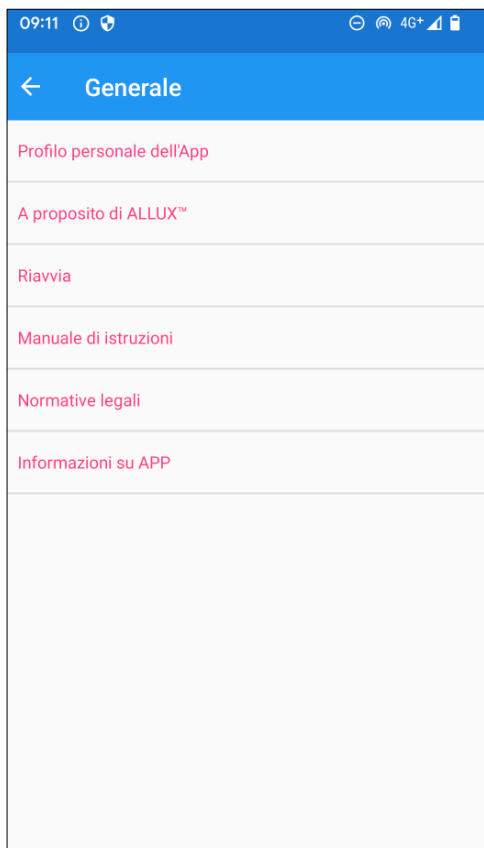 09:11 4G+
Generale
Profilo personale dell'App
A proposito di ALLUX™
Riavvia
Manuale di istruzioni
Normative legali
Informazioni su APP